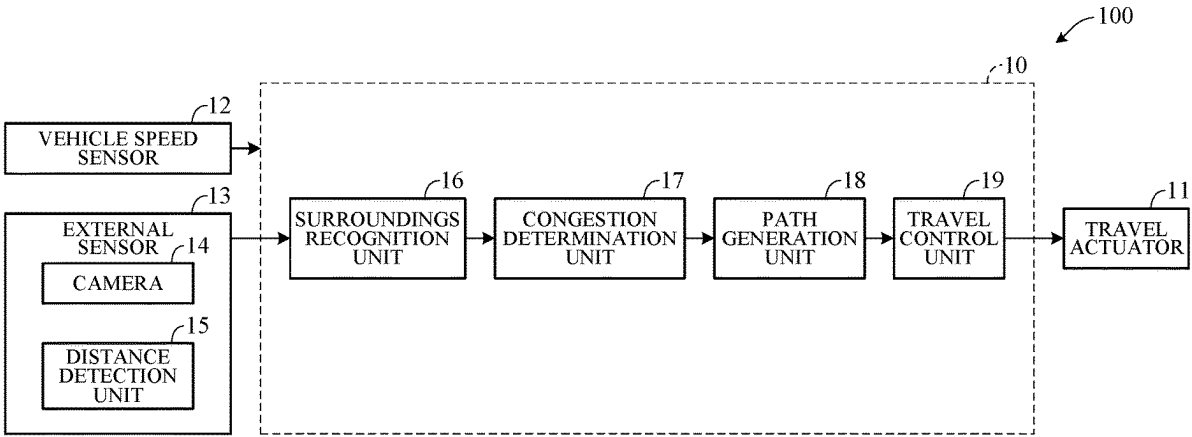 100
10
12
VEHICLE SPEED
SENSOR
13
EXTERNAL
SENSOR
14
CAMERA
15
DISTANCE
DETECTION
UNIT
16
SURROUNDINGS
RECOGNITION
UNIT
17
CONGESTION
DETERMINATION
UNIT
18
PATH
GENERATION
UNIT
19
TRAVEL
CONTROL
UNIT
11
TRAVEL
ACTUATOR